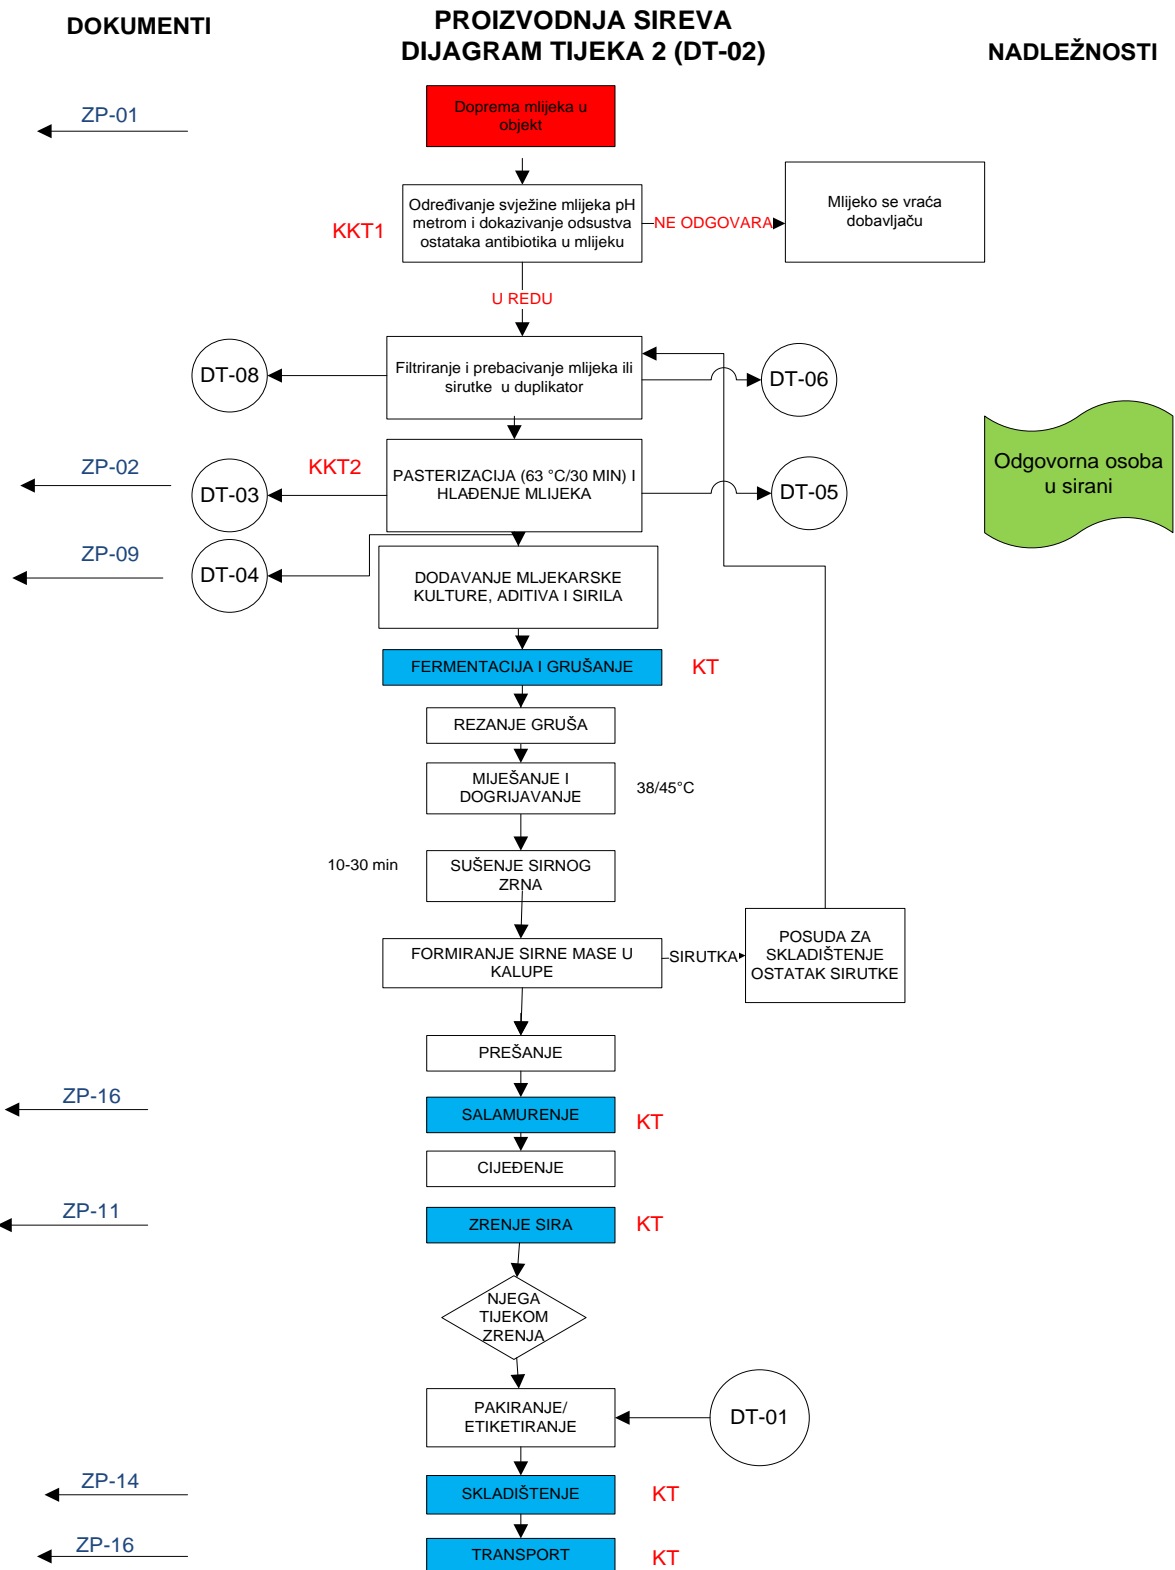 DOKUMENTI
PROIZVODNJA SIREVA
DIJAGRAM TIJEKA 2 (DT-02)
NADLEŽNOSTI
ZP-01
Doprema mlijeka u
objekt
KKT1
Određivanje svježine mlijeka pH
metrom i dokazivanje odsustva
ostataka antibiotika u mlijeku
NE ODGOVARA
Mlijeko se vraća
dobavljaču
U REDU
DT-08
Filtriranje i prebacivanje mlijeka ili
sirutke u duplikator
DT-06
ZP-02
DT-03
KKT2
PASTERIZACIJA (63 °C/30 MIN) I
HLAĐENJE MLIJEKA
DT-05
Odgovorna osoba
u sirani
ZP-09
DT-04
DODAVANJE MLJEKARSKE
KULTURE, ADITIVA I SIRILA
FERMENTACIJA I GRUŠANJE
KT
REZANJE GRUŠA
MIJEŠANJE I
DOGRIJAVANJE
38/45°C
10-30 min
SUŠENJE SIRNOG
ZRNA
FORMIRANJE SIRNE MASE U
KALUPE
SIRUTKA
POSUDA ZA
SKLADIŠTENJE
OSTATAK SIRUTKE
PREŠANJE
ZP-16
SALAMURENJE
KT
CIJEĐENJE
ZP-11
ZRENJE SIRA
KT
NJEGA
TIJEKOM
ZRENJA
PAKIRANJE/
ETIKETIRANJE
DT-01
ZP-14
SKLADIŠTENJE
KT
ZP-16
TRANSPORT
KT